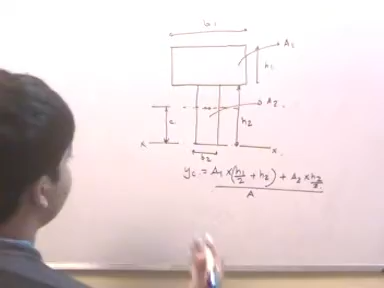 b1
A1
h1
A2
c
h2
x x
b2
yc = A1 × (h1/2 + h2) + A2 × h2/2
A